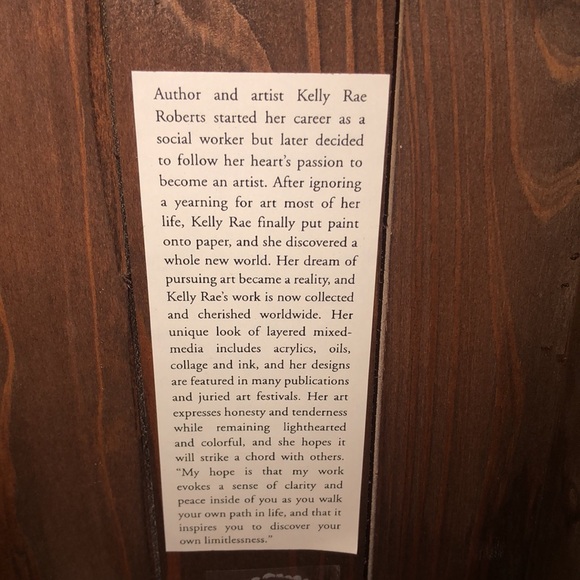 Author and artist Kelly Rae
Roberts started her career as a
social worker but later decided
to follow her heart's passion to
become an artist. After ignoring
a yearning for art most of her
life, Kelly Rae finally put paint
onto paper, and she discovered a
whole new world. Her dream of
pursuing art became a reality, and
Kelly Rae's work is now collected
and cherished worldwide. Her
unique look of layered mixed-
media includes acrylics, oils,
collage and ink, and her designs
are featured in many publications
and juried art festivals. Her art
expresses honesty and tenderness
while remaining lighthearted
and colorful, and she hopes it
will strike a chord with others.
"My hope is that my work
evokes a sense of clarity and
peace inside of you as you walk
your own path in life, and that it
inspires you to discover your
own limitlessness."